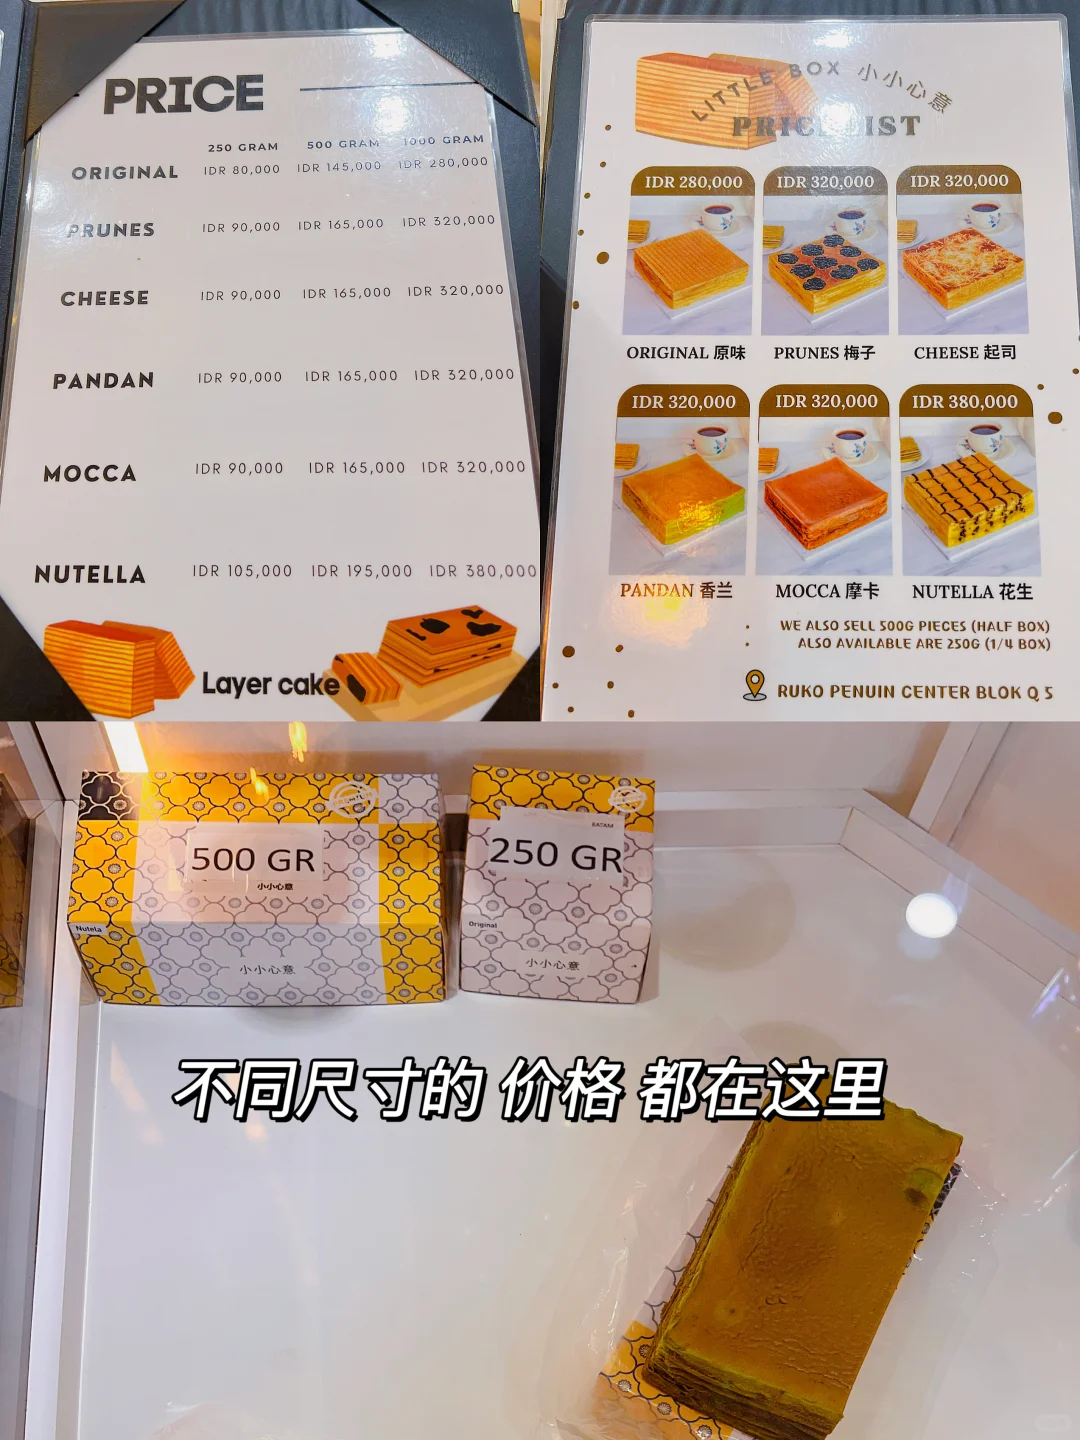 PRICE
250 GRAM 500 GRAM 1000 GRAM
ORIGINAL IDR 80,000 IDR 145,000 IDR 280,000
PRUNES IDR 90,000 IDR 165,000 IDR 320,000
CHEESE IDR 90,000 IDR 165,000 IDR 320,000
PANDAN IDR 90,000 IDR 165,000 IDR 320,000
MOCCA IDR 90,000 IDR 165,000 IDR 320,000
NUTELLA IDR 105,000 IDR 195,000 IDR 380,000
Layer cake
LITTLE BOX 小小心意
PRICE LIST
IDR 280,000 IDR 320,000 IDR 320,000
ORIGINAL 原味 PRUNES 梅子 CHEESE 起司
IDR 320,000 IDR 320,000 IDR 380,000
PANDAN 香兰 MOCCA 摩卡 NUTELLA 花生
WE ALSO SELL 500G PIECES (HALF BOX)
ALSO AVAILABLE ARE 250G (1/4 BOX)
RUKO PENUIN CENTER BLOK Q 5
500 GR
小小心意
Nutela
小小心意
BATAM
250 GR
Original
小小心意
不同尺寸的 价格 都在这里